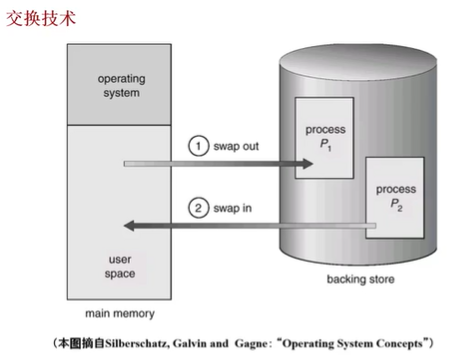 交换技术
operating
system
① swap out
process
P1
② swap in
process
P2
user
space
backing store
main memory
（本图摘自Silberschatz, Galvin and Gagne: “Operating System Concepts”）